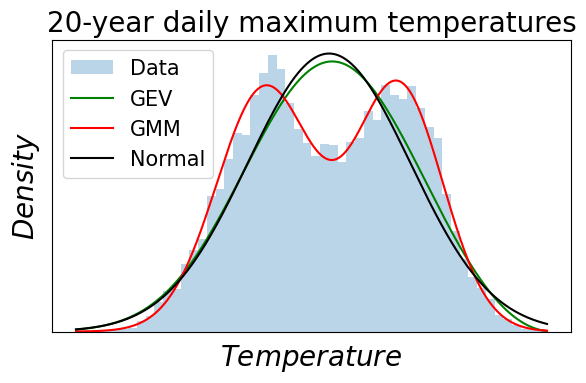 20-year daily maximum temperatures
Data
GEV
GMM
Normal
Density
Temperature